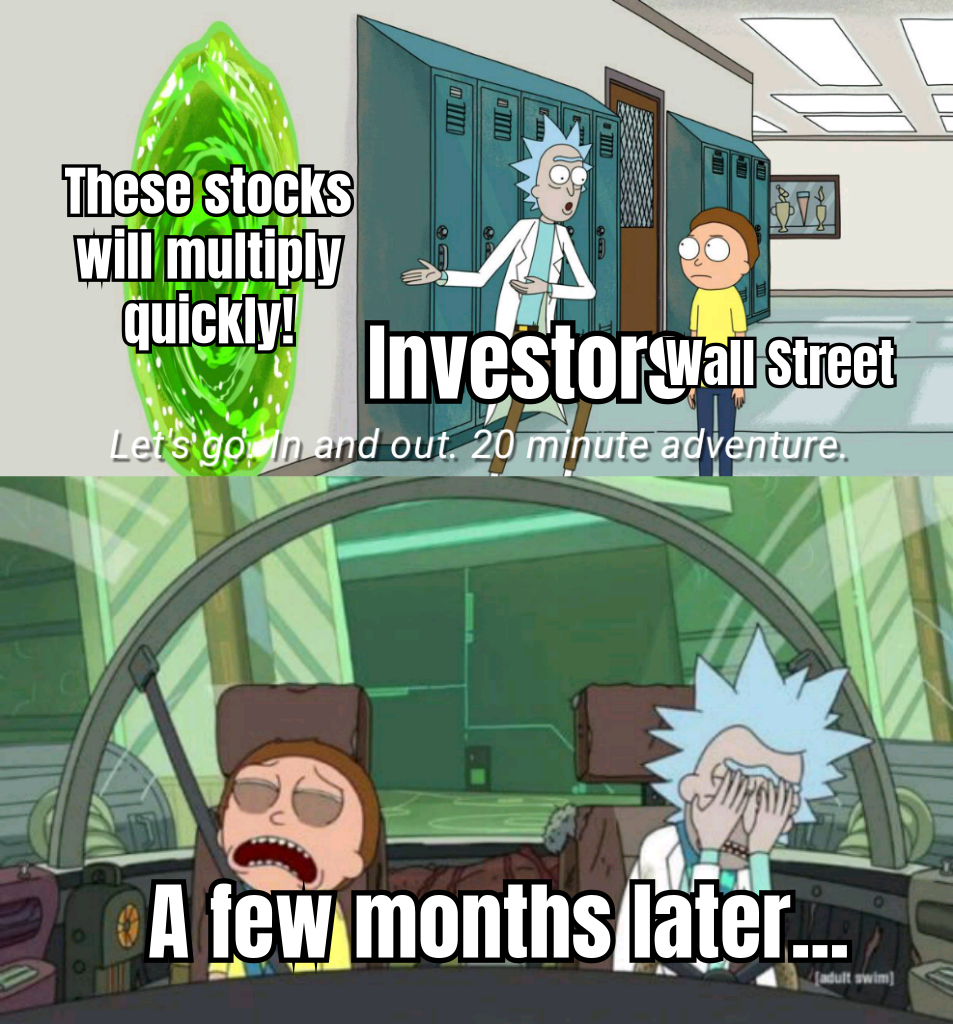 These stocks
will multiply
quickly!
Investors
Wall Street
Let's go. In and out. 20 minute adventure.
A few months later...
[adult swim]